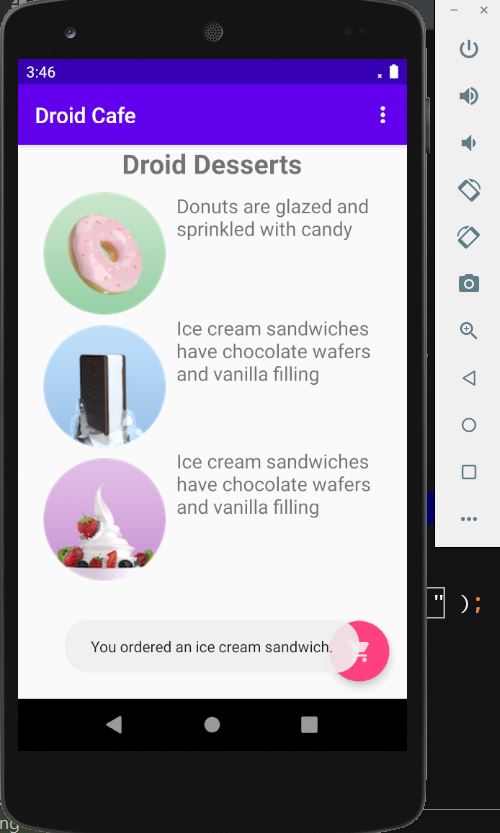 3:46
Droid Cafe
Droid Desserts
Donuts are glazed and
sprinkled with candy
Ice cream sandwiches
have chocolate wafers
and vanilla filling
Ice cream sandwiches
have chocolate wafers
and vanilla filling
You ordered an ice cream sandwich.
" );
ng